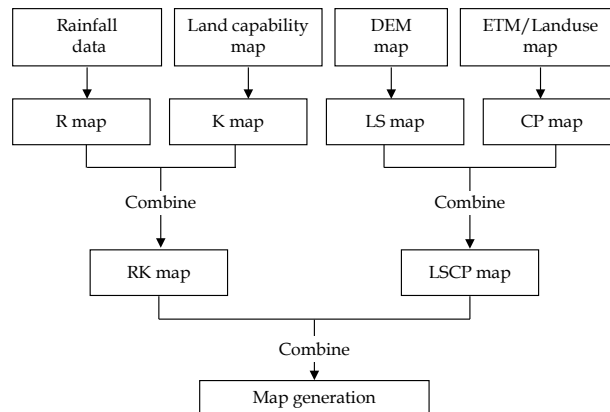 Rainfall
data
Land capability
map
DEM
map
ETM/Landuse
map
R map
K map
LS map
CP map
Combine
Combine
RK map
LSCP map
Combine
Map generation